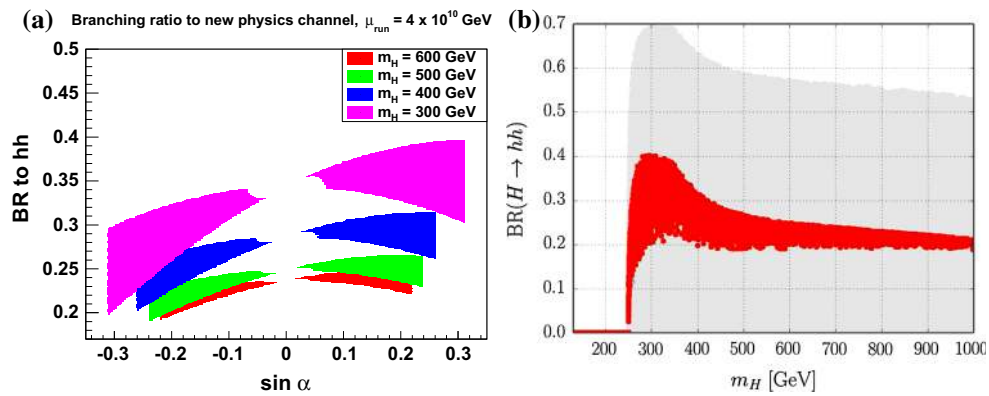 (a)
Branching ratio to new physics channel, μrun = 4 x 10^10 GeV
mH = 600 GeV
mH = 500 GeV
mH = 400 GeV
mH = 300 GeV
BR to hh
0.5
0.45
0.4
0.35
0.3
0.25
0.2
-0.3 -0.2 -0.1 0 0.1 0.2 0.3
sin α
(b)
BR(H → hh)
0.7
0.6
0.5
0.4
0.3
0.2
0.1
0.0
200 300 400 500 600 700 800 900 1000
mH [GeV]